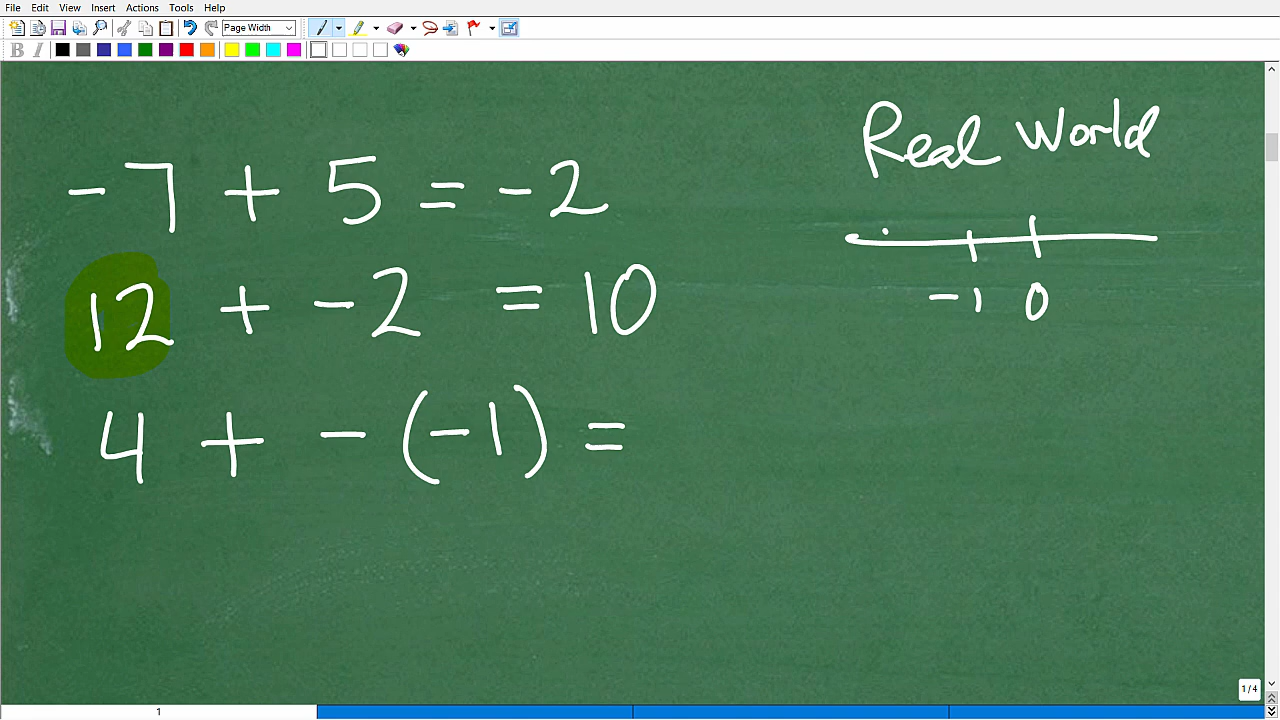 File Edit View Insert Actions Tools Help
Page Width
B I
Real World
-7 + 5 = -2
12 + -2 = 10
-1 0
4 + -(-1) =
1/4
1